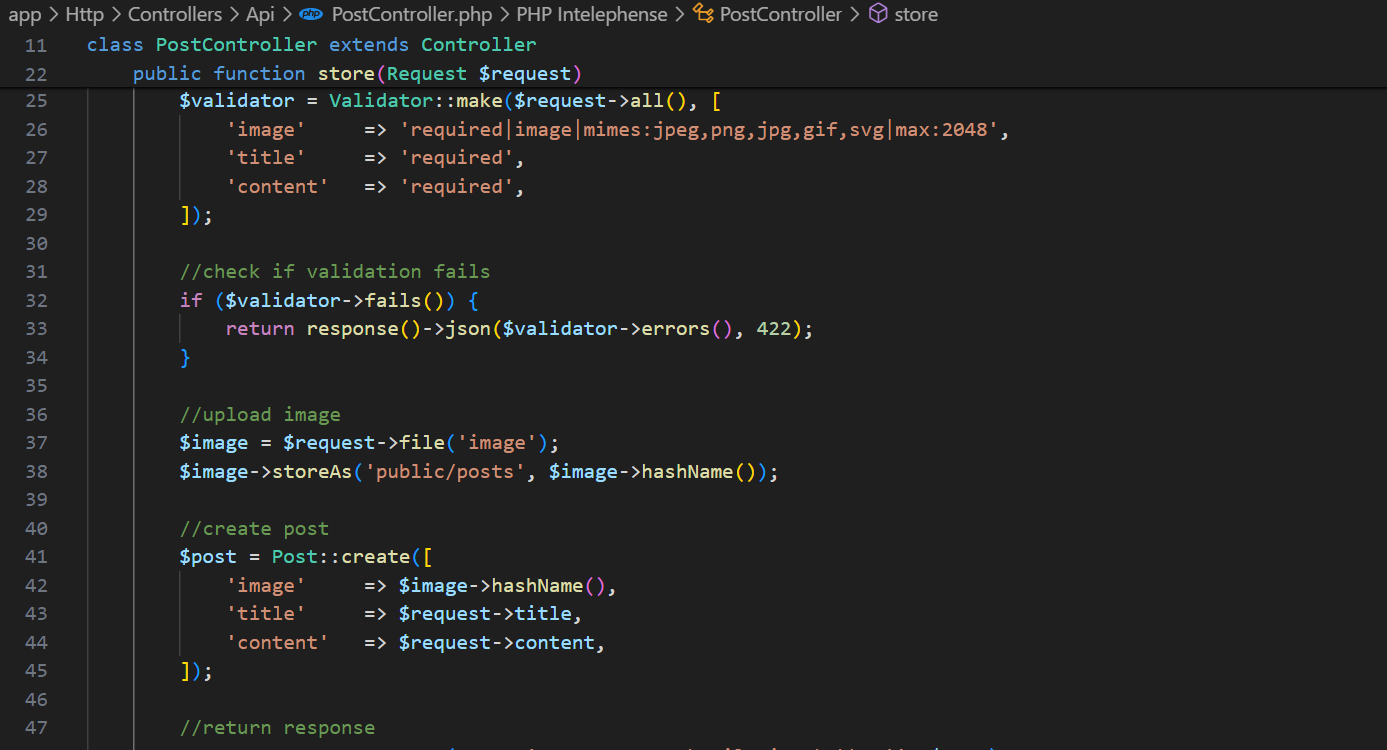 app > Http > Controllers > Api > php PostController.php > PHP Intelephense > PostController > store
11 class PostController extends Controller
22     public function store(Request $request)
25         $validator = Validator::make($request->all(), [
26             'image'     => 'required|image|mimes:jpeg,png,jpg,gif,svg|max:2048',
27             'title'     => 'required',
28             'content'   => 'required',
29         ]);
30
31         //check if validation fails
32         if ($validator->fails()) {
33             return response()->json($validator->errors(), 422);
34         }
35
36         //upload image
37         $image = $request->file('image');
38         $image->storeAs('public/posts', $image->hashName());
39
40         //create post
41         $post = Post::create([
42             'image'     => $image->hashName(),
43             'title'     => $request->title,
44             'content'   => $request->content,
45         ]);
46
47         //return response